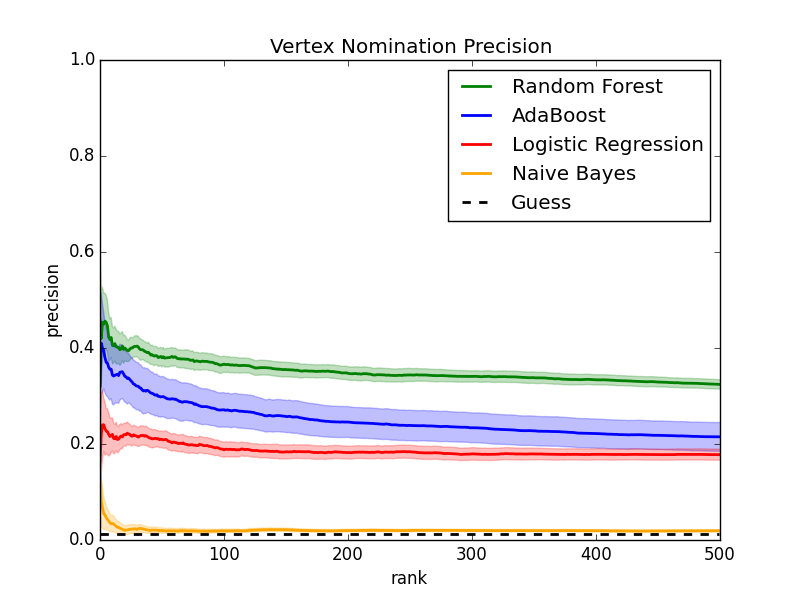 Vertex Nomination Precision
1.0
0.8
0.6
0.4
0.2
0.0
precision
Random Forest
AdaBoost
Logistic Regression
Naive Bayes
Guess
0 100 200 300 400 500
rank